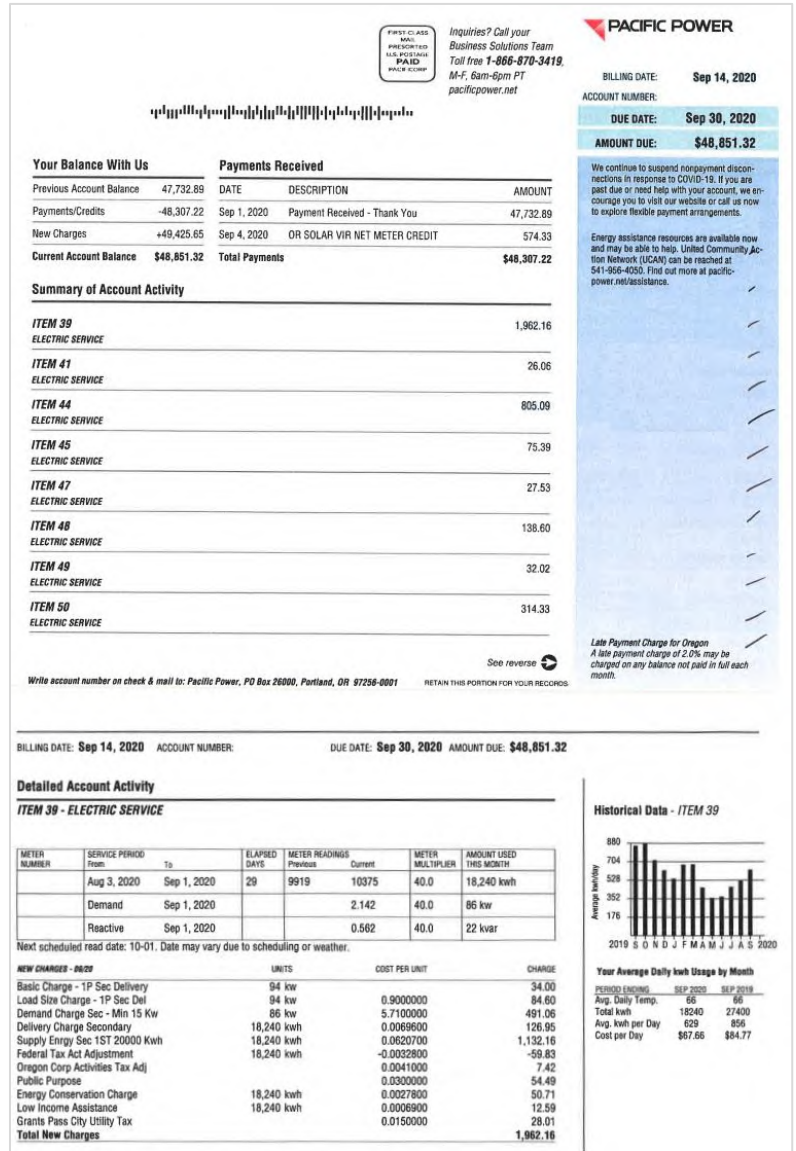 FIRST CLASS
MAIL
PRESORTED
U.S. POSTAGE
PAID
PACIFICORP
Inquiries? Call your
Business Solutions Team
Toll free 1-866-870-3419,
M-F, 6am-6pm PT
pacificpower.net
PACIFIC POWER
BILLING DATE: Sep 14, 2020
ACCOUNT NUMBER:
DUE DATE: Sep 30, 2020
AMOUNT DUE: $48,851.32
Your Balance With Us
Previous Account Balance 47,732.89
Payments/Credits -48,307.22
New Charges +49,425.65
Current Account Balance $48,851.32
Payments Received
DATE DESCRIPTION AMOUNT
Sep 1, 2020 Payment Received - Thank You 47,732.89
Sep 4, 2020 OR SOLAR VIR NET METER CREDIT 574.33
Total Payments $48,307.22
We continue to suspend nonpayment discon-
nections in response to COVID-19. If you are
past due or need help with your account, we en-
courage you to visit our website or call us now
to explore flexible payment arrangements.
Energy assistance resources are available now
and may be able to help. United Community Ac-
tion Network (UCAN) can be reached at
541-956-4050. Find out more at pacific-
power.net/assistance.
Summary of Account Activity
ITEM 39 1,962.16
ELECTRIC SERVICE
ITEM 41 26.06
ELECTRIC SERVICE
ITEM 44 805.09
ELECTRIC SERVICE
ITEM 45 75.39
ELECTRIC SERVICE
ITEM 47 27.53
ELECTRIC SERVICE
ITEM 48 138.60
ELECTRIC SERVICE
ITEM 49 32.02
ELECTRIC SERVICE
ITEM 50 314.33
ELECTRIC SERVICE
Late Payment Charge for Oregon
A late payment charge of 2.0% may be
charged on any balance not paid in full each
month.
See reverse
Write account number on check & mail to: Pacific Power, PO Box 26000, Portland, OR 97256-0001 RETAIN THIS PORTION FOR YOUR RECORDS.
BILLING DATE: Sep 14, 2020 ACCOUNT NUMBER: DUE DATE: Sep 30, 2020 AMOUNT DUE: $48,851.32
Detailed Account Activity
ITEM 39 - ELECTRIC SERVICE
METER NUMBER SERVICE PERIOD From To ELAPSED DAYS METER READINGS Previous Current METER MULTIPLIER AMOUNT USED THIS MONTH
Aug 3, 2020 Sep 1, 2020 29 9919 10375 40.0 18,240 kwh
Demand Sep 1, 2020 2.142 40.0 86 kw
Reactive Sep 1, 2020 0.562 40.0 22 kvar
Next scheduled read date: 10-01. Date may vary due to scheduling or weather.
NEW CHARGES - 08/20 UNITS COST PER UNIT CHARGE
Basic Charge - 1P Sec Delivery 94 kw 34.00
Load Size Charge - 1P Sec Del 94 kw 0.9000000 84.60
Demand Charge Sec - Min 15 Kw 86 kw 5.7100000 491.06
Delivery Charge Secondary 18,240 kwh 0.0069600 126.95
Supply Enrgy Sec 1ST 20000 Kwh 18,240 kwh 0.0620700 1,132.16
Federal Tax Act Adjustment 18,240 kwh -0.0032800 -59.83
Oregon Corp Activities Tax Adj 0.0041000 7.42
Public Purpose 0.0300000 54.49
Energy Conservation Charge 18,240 kwh 0.0027800 50.71
Low Income Assistance 18,240 kwh 0.0006900 12.59
Grants Pass City Utility Tax 0.0150000 28.01
Total New Charges 1,962.16
Historical Data - ITEM 39
Average kwh/day
880
704
528
352
176
2019 S O N D J F M A M J J A S 2020
Your Average Daily kwh Usage by Month
PERIOD ENDING SEP 2020 SEP 2019
Avg. Daily Temp. 66 66
Total kwh 18240 27400
Avg. kwh per Day 629 856
Cost per Day $67.66 $84.77